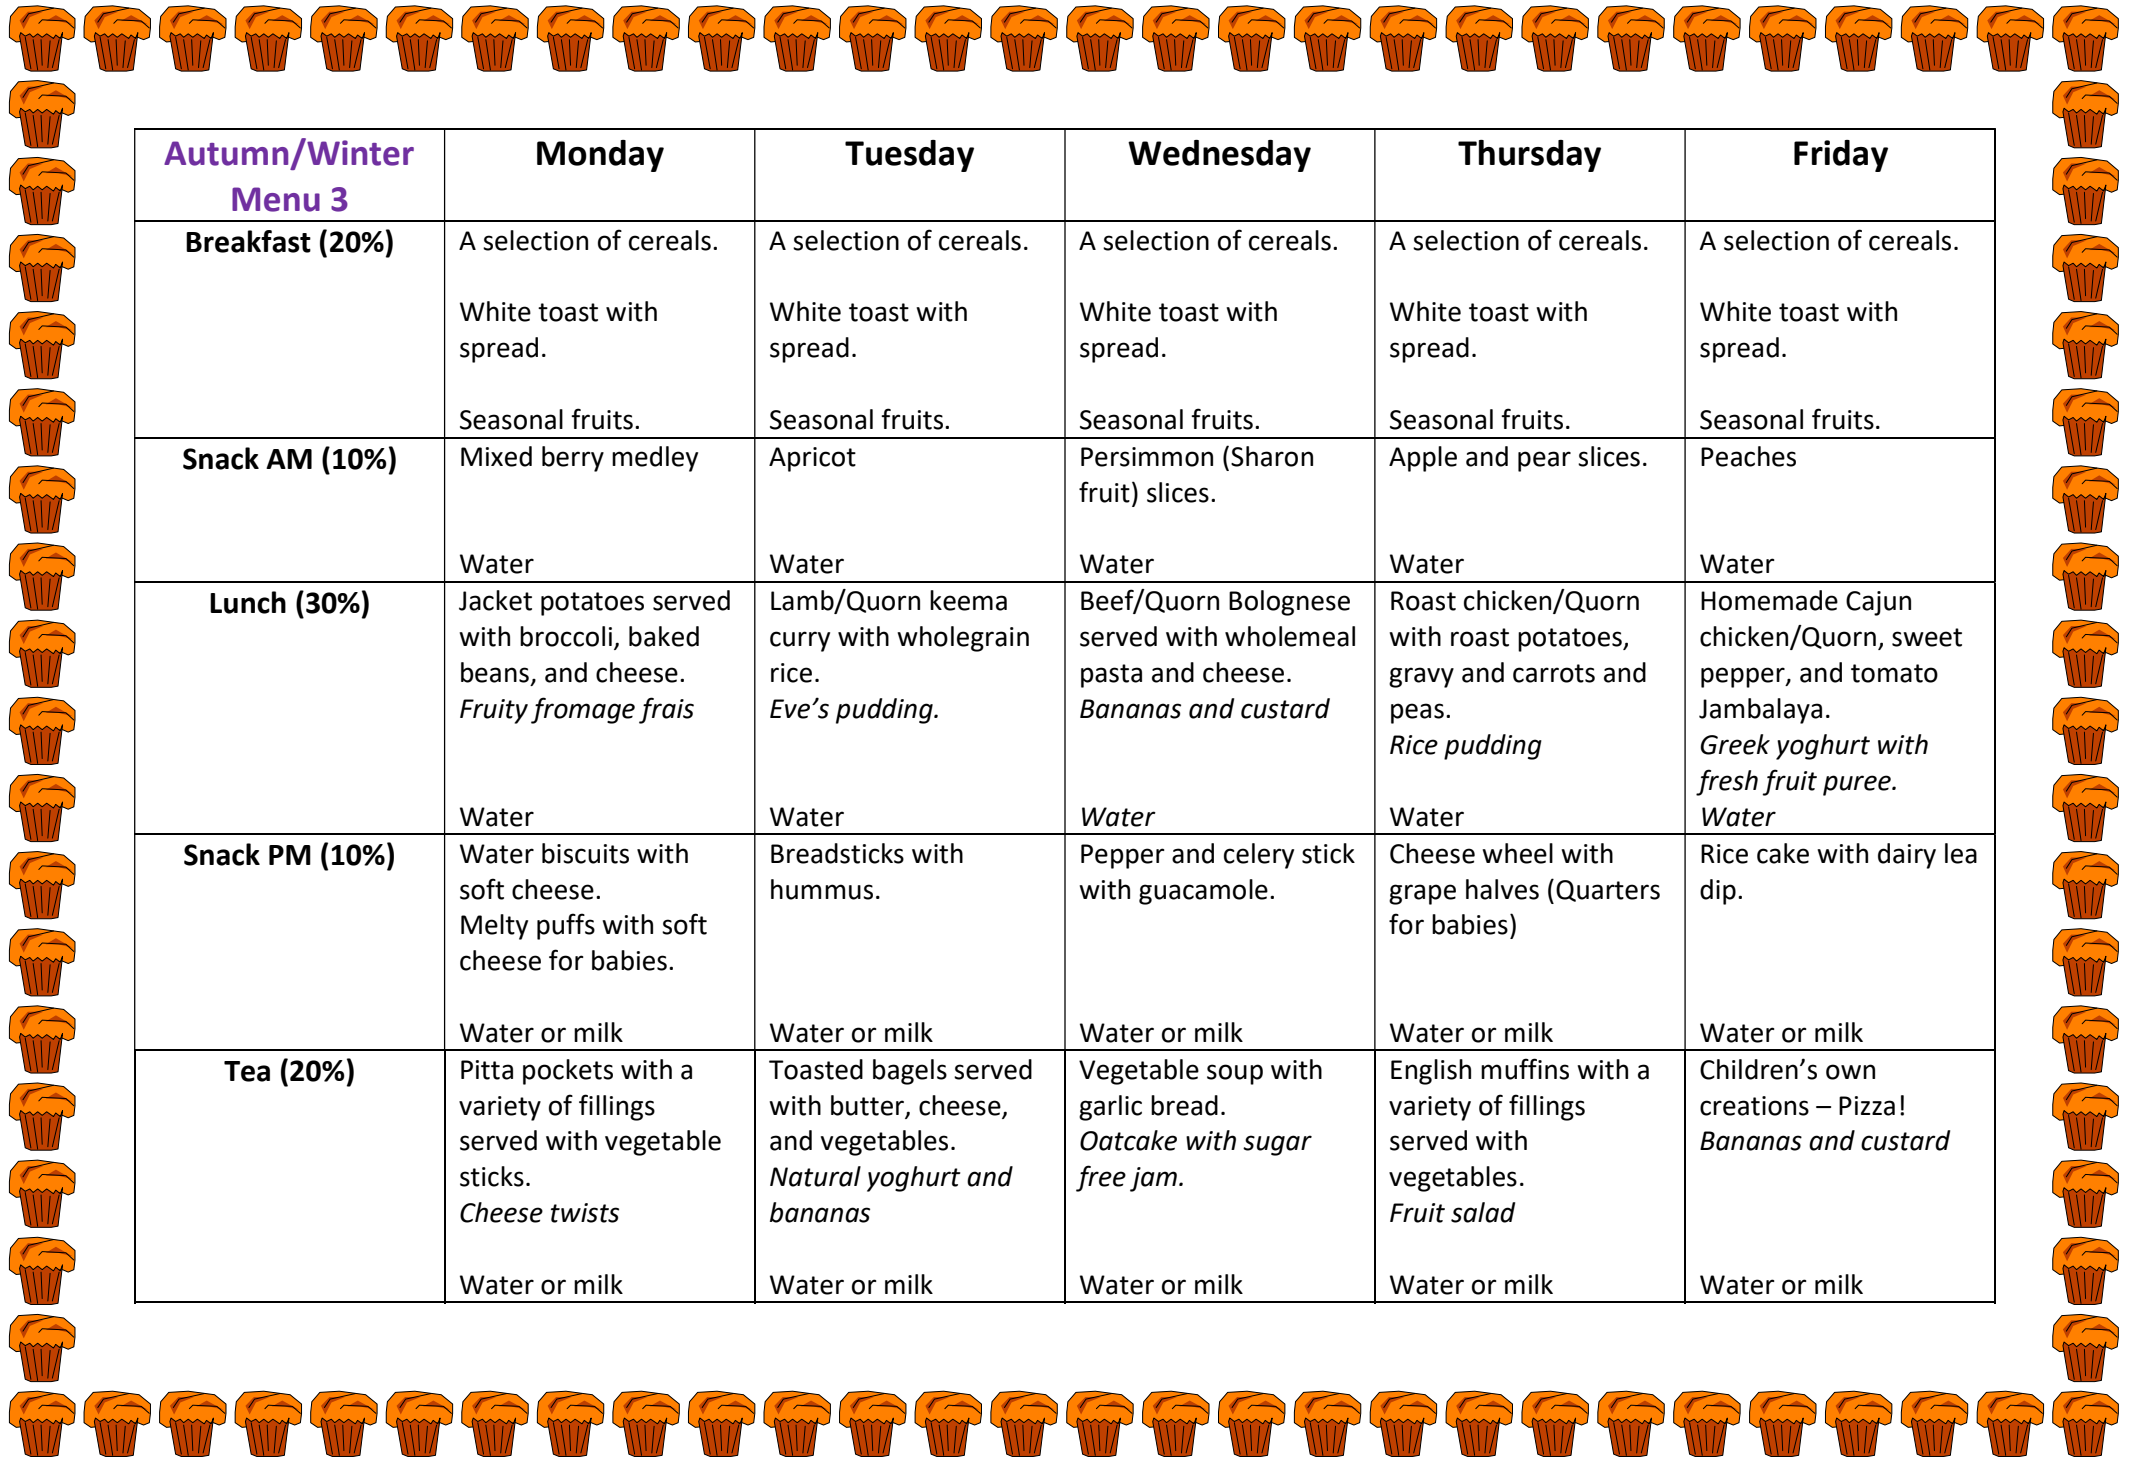 Autumn/Winter
Menu 3
Monday
Tuesday
Wednesday
Thursday
Friday
Breakfast (20%)
A selection of cereals.
White toast with
spread.
Seasonal fruits.
A selection of cereals.
White toast with
spread.
Seasonal fruits.
A selection of cereals.
White toast with
spread.
Seasonal fruits.
A selection of cereals.
White toast with
spread.
Seasonal fruits.
A selection of cereals.
White toast with
spread.
Seasonal fruits.
Snack AM (10%)
Mixed berry medley
Water
Apricot
Water
Persimmon (Sharon
fruit) slices.
Water
Apple and pear slices.
Water
Peaches
Water
Lunch (30%)
Jacket potatoes served
with broccoli, baked
beans, and cheese.
Fruity fromage frais
Water
Lamb/Quorn keema
curry with wholegrain
rice.
Eve’s pudding.
Water
Beef/Quorn Bolognese
served with wholemeal
pasta and cheese.
Bananas and custard
Water
Roast chicken/Quorn
with roast potatoes,
gravy and carrots and
peas.
Rice pudding
Water
Homemade Cajun
chicken/Quorn, sweet
pepper, and tomato
Jambalaya.
Greek yoghurt with
fresh fruit puree.
Water
Snack PM (10%)
Water biscuits with
soft cheese.
Melty puffs with soft
cheese for babies.
Water or milk
Breadsticks with
hummus.
Water or milk
Pepper and celery stick
with guacamole.
Water or milk
Cheese wheel with
grape halves (Quarters
for babies)
Water or milk
Rice cake with dairy lea
dip.
Water or milk
Tea (20%)
Pitta pockets with a
variety of fillings
served with vegetable
sticks.
Cheese twists
Water or milk
Toasted bagels served
with butter, cheese,
and vegetables.
Natural yoghurt and
bananas
Water or milk
Vegetable soup with
garlic bread.
Oatcake with sugar
free jam.
Water or milk
English muffins with a
variety of fillings
served with
vegetables.
Fruit salad
Water or milk
Children’s own
creations – Pizza!
Bananas and custard
Water or milk